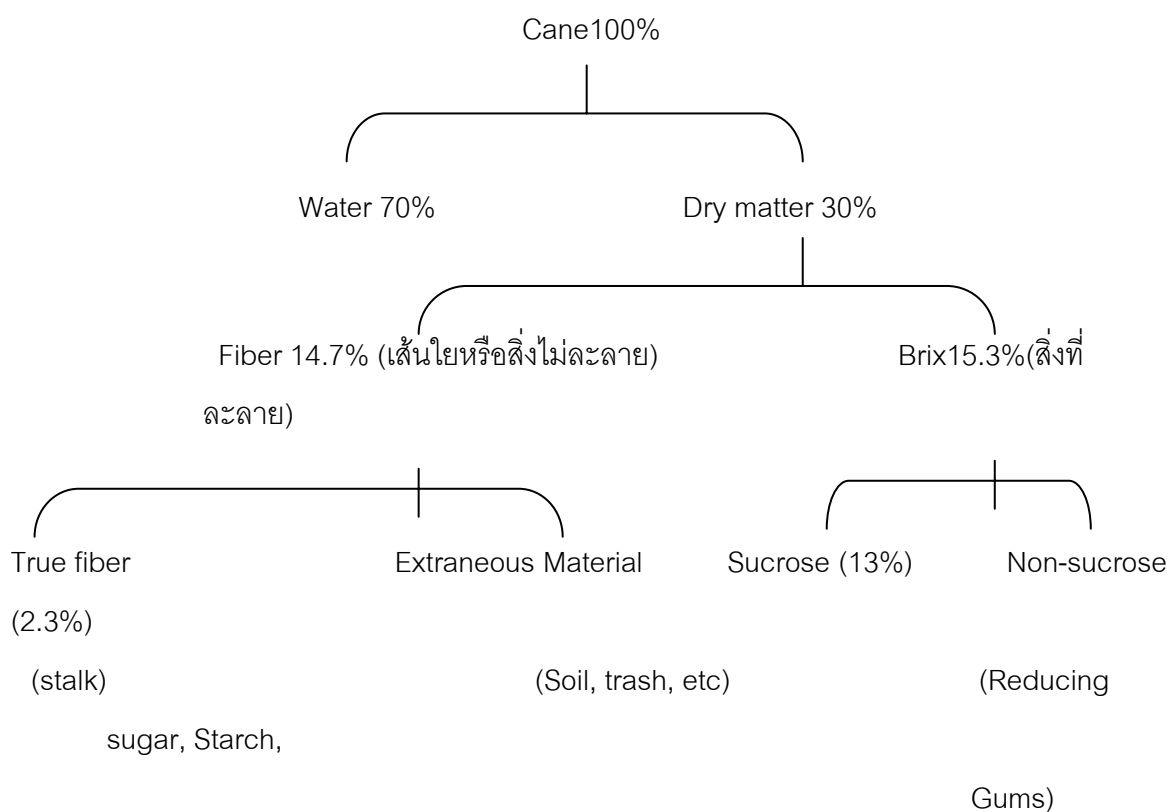 Cane100%
Water 70% Dry matter 30%
Fiber 14.7% (เส้นใยหรือสิ่งไม่ละลาย) Brix15.3%(สิ่งที่
ละลาย)
True fiber Extraneous Material Sucrose (13%) Non-sucrose
(2.3%)
(stalk) (Soil, trash, etc) (Reducing
sugar, Starch,
Gums)